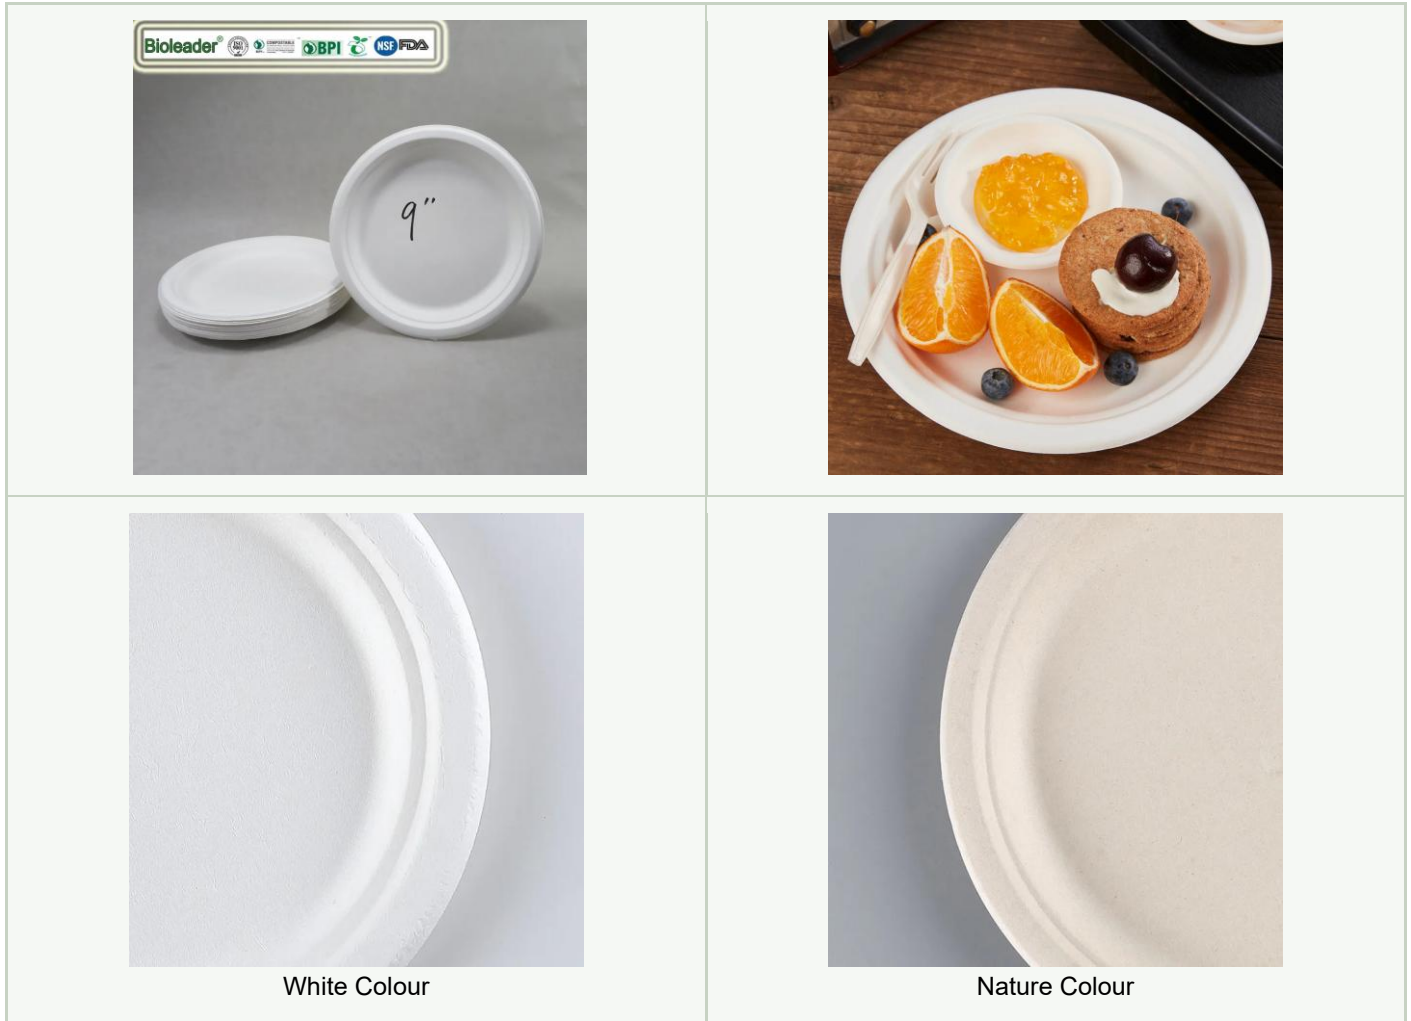 Bioleader®
BPI
NSF FDA
9"
White Colour
Nature Colour